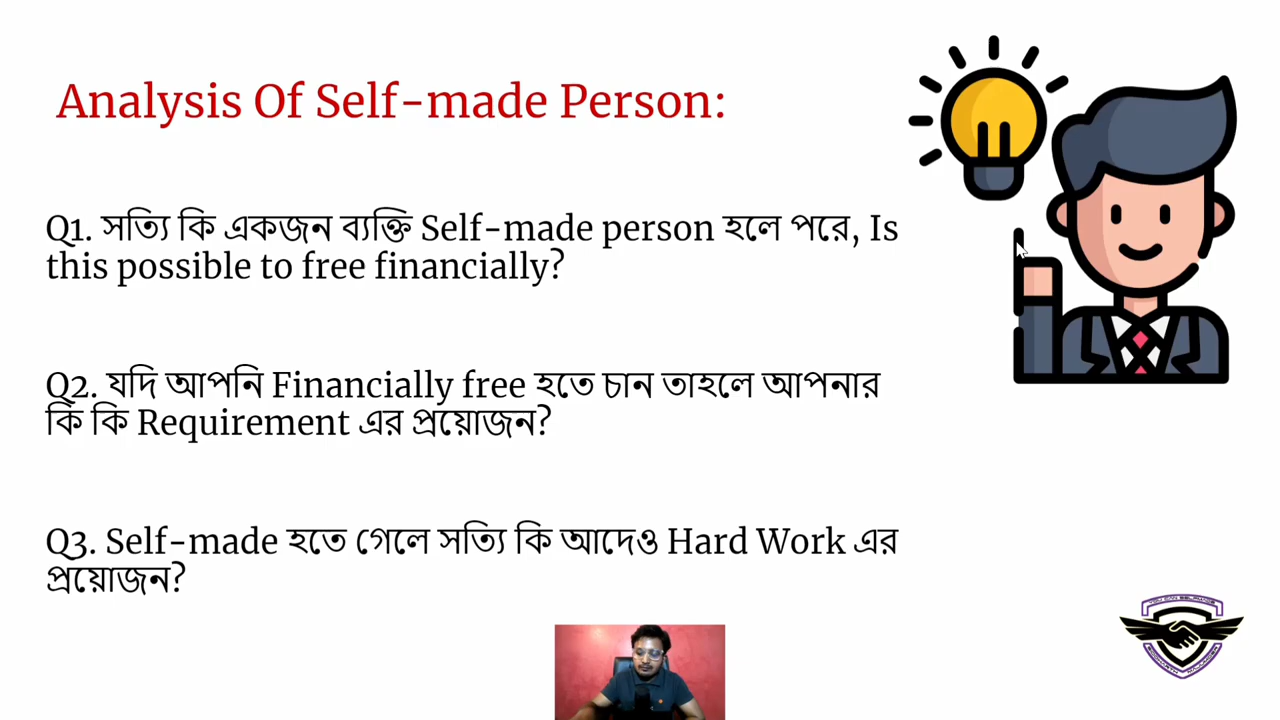 Analysis Of Self-made Person:
Q1. সত্যি কি একজন ব্যক্তি Self-made person হলে পরে, Is
this possible to free financially?
Q2. যদি আপনি Financially free হতে চান তাহলে আপনার
কি কি Requirement এর প্রয়োজন?
Q3. Self-made হতে গেলে সত্যি কি আদেও Hard Work এর
প্রয়োজন?